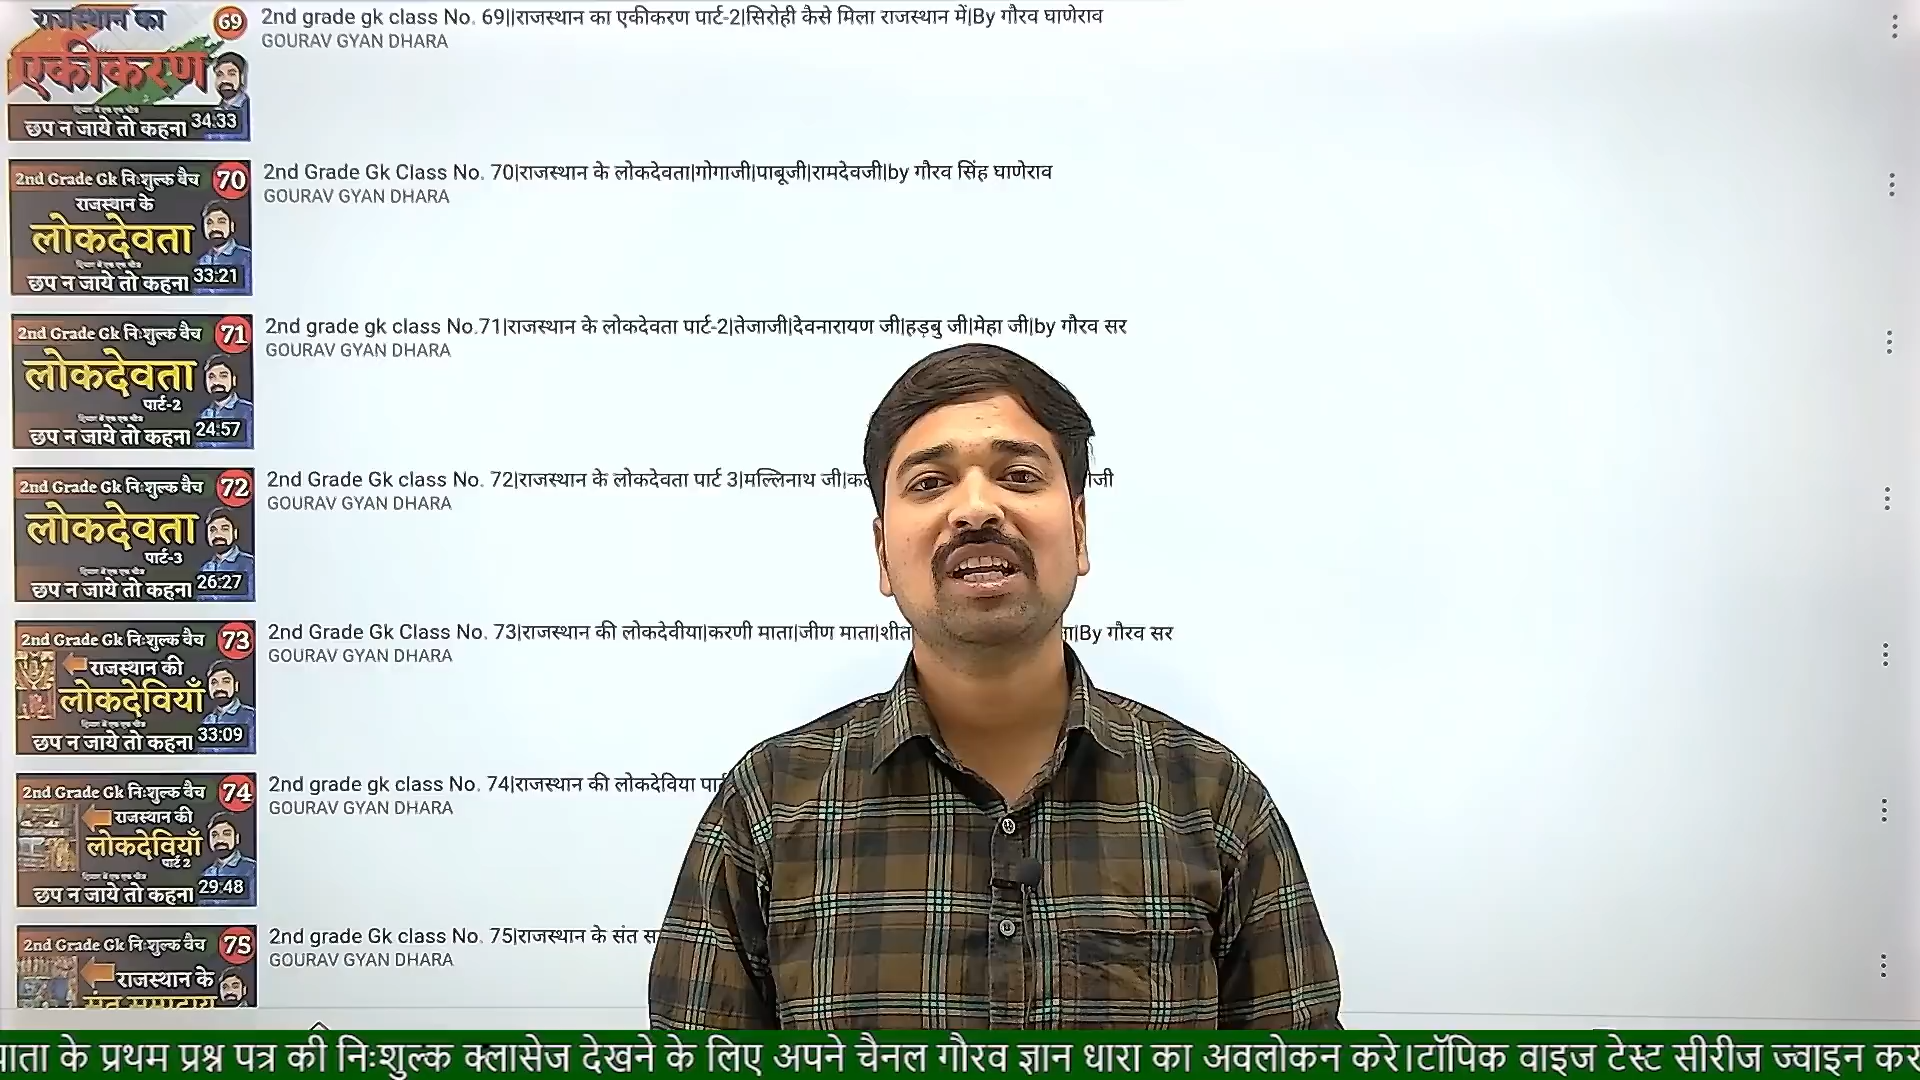 राजस्थान का
69
एकीकरण
छप न जाये तो कहना
34:33
2nd grade gk class No. 69||राजस्थान का एकीकरण पार्ट-2|सिरोही कैसे मिला राजस्थान में|By गौरव घाणेराव
GOURAV GYAN DHARA
2nd Grade Gk निःशुल्क बैच
70
राजस्थान के
लोकदेवता
छप न जाये तो कहना
33:21
2nd Grade Gk Class No. 70|राजस्थान के लोकदेवता|गोगाजी|पाबूजी|रामदेवजी|by गौरव सिंह घाणेराव
GOURAV GYAN DHARA
2nd Grade Gk निःशुल्क बैच
71
लोकदेवता
पार्ट-2
छप न जाये तो कहना
24:57
2nd grade gk class No.71|राजस्थान के लोकदेवता पार्ट-2|तेजाजी|देवनारायण जी|हड़बु जी|मेहा जी|by गौरव सर
GOURAV GYAN DHARA
2nd Grade Gk निःशुल्क बैच
72
लोकदेवता
पार्ट-3
छप न जाये तो कहना
26:27
2nd Grade Gk class No. 72|राजस्थान के लोकदेवता पार्ट 3|मल्लिनाथ जी|
GOURAV GYAN DHARA
2nd Grade Gk निःशुल्क बैच
73
राजस्थान की
लोकदेवियाँ
छप न जाये तो कहना
33:09
2nd Grade Gk Class No. 73|राजस्थान की लोकदेवीया|करणी माता|जीण माता|शीत |By गौरव सर
GOURAV GYAN DHARA
2nd Grade Gk निःशुल्क बैच
74
राजस्थान की
लोकदेवियाँ
पार्ट 2
छप न जाये तो कहना
29:48
2nd grade gk class No. 74|राजस्थान की लोकदेविया
GOURAV GYAN DHARA
2nd Grade Gk निःशुल्क बैच
75
राजस्थान के
2nd grade Gk class No. 75|राजस्थान के संत
GOURAV GYAN DHARA
के प्रथम प्रश्न पत्र की निःशुल्क क्लासेज देखने के लिए अपने चैनल गौरव ज्ञान धारा का अवलोकन करे।टॉपिक वाइज टेस्ट सीरीज ज्वाइन कर